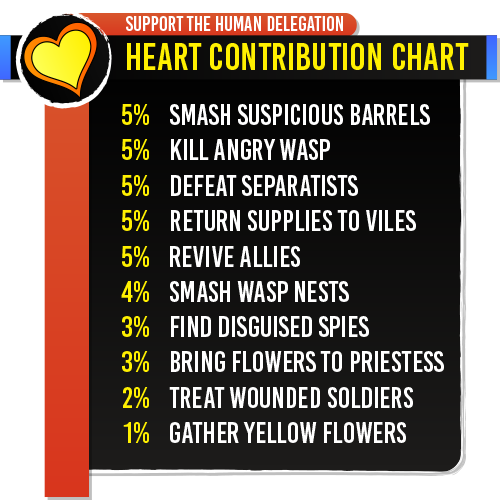 SUPPORT THE HUMAN DELEGATION
HEART CONTRIBUTION CHART
5% SMASH SUSPICIOUS BARRELS
5% KILL ANGRY WASP
5% DEFEAT SEPARATISTS
5% RETURN SUPPLIES TO VILES
5% REVIVE ALLIES
4% SMASH WASP NESTS
3% FIND DISGUISED SPIES
3% BRING FLOWERS TO PRIESTESS
2% TREAT WOUNDED SOLDIERS
1% GATHER YELLOW FLOWERS